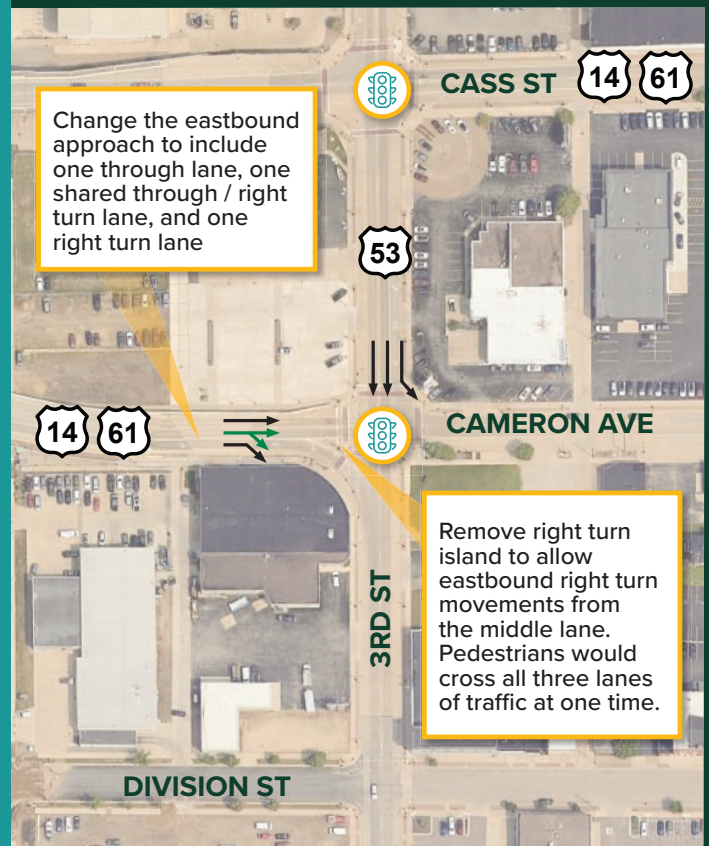 CASS ST
14
61
Change the eastbound
approach to include
one through lane, one
shared through / right
turn lane, and one
right turn lane
53
14
61
CAMERON AVE
3RD ST
Remove right turn
island to allow
eastbound right turn
movements from
the middle lane.
Pedestrians would
cross all three lanes
of traffic at one time.
DIVISION ST